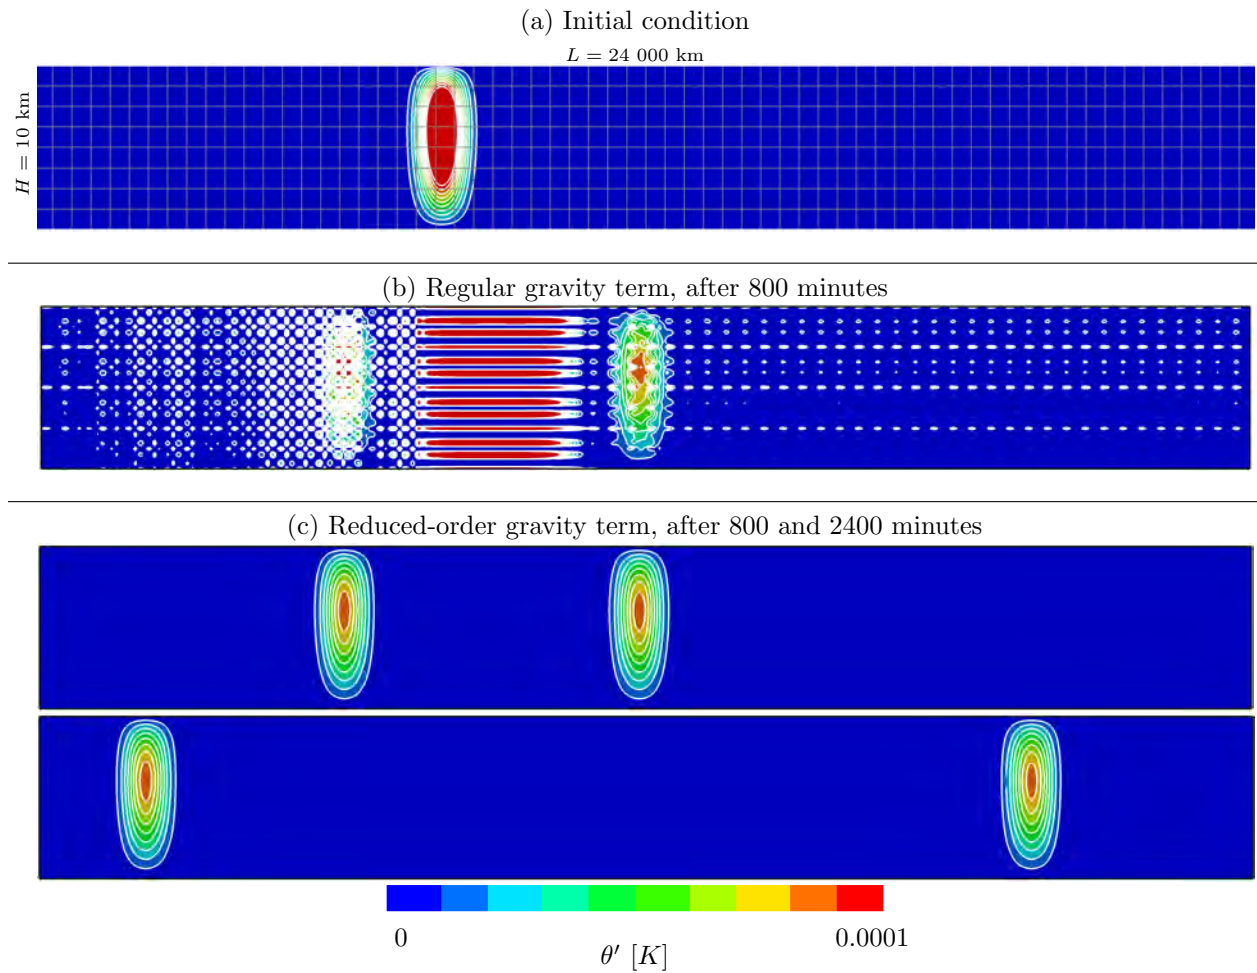 (a) Initial condition
L = 24 000 km
H = 10 km
(b) Regular gravity term, after 800 minutes
(c) Reduced-order gravity term, after 800 and 2400 minutes
0 0.0001
θ′ [K]